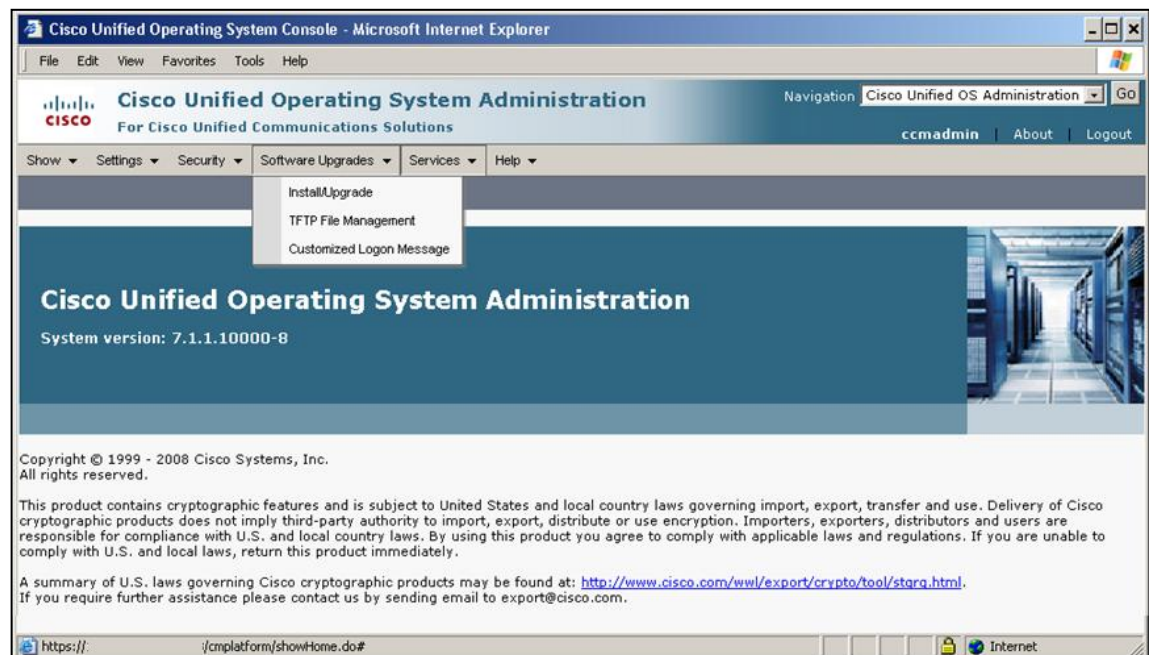 Cisco Unified Operating System Console - Microsoft Internet Explorer
File Edit View Favorites Tools Help
CISCO
Cisco Unified Operating System Administration
For Cisco Unified Communications Solutions
Navigation Cisco Unified OS Administration Go
ccmadmin | About | Logout
Show Settings Security Software Upgrades Services Help
Install/Upgrade
TFTP File Management
Customized Logon Message
Cisco Unified Operating System Administration
System version: 7.1.1.10000-8
Copyright © 1999 - 2008 Cisco Systems, Inc.
All rights reserved.
This product contains cryptographic features and is subject to United States and local country laws governing import, export, transfer and use. Delivery of Cisco
cryptographic products does not imply third-party authority to import, export, distribute or use encryption. Importers, exporters, distributors and users are
responsible for compliance with U.S. and local country laws. By using this product you agree to comply with applicable laws and regulations. If you are unable to
comply with U.S. and local laws, return this product immediately.
A summary of U.S. laws governing Cisco cryptographic products may be found at: http://www.cisco.com/wwl/export/crypto/tool/stqrg.html.
If you require further assistance please contact us by sending email to export@cisco.com.
https:// /cmplatform/showHome.do#
Internet